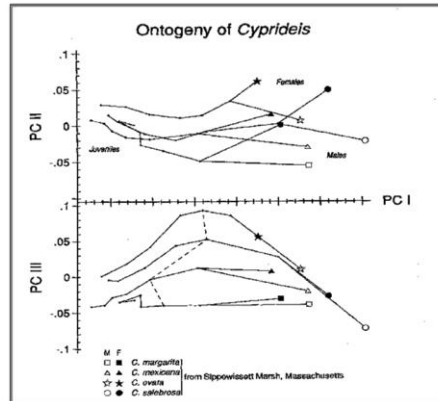 Ontogeny of Cyprideis
.1
.05
0
-.05
PC II
Females
Juveniles
Males
PC I
.1
.05
0
-.05
-.1
PC III
M F
C. margarita
C. mexicana
C. ovata
C. salebrosa
from Sippowissett Marsh, Massachusetts